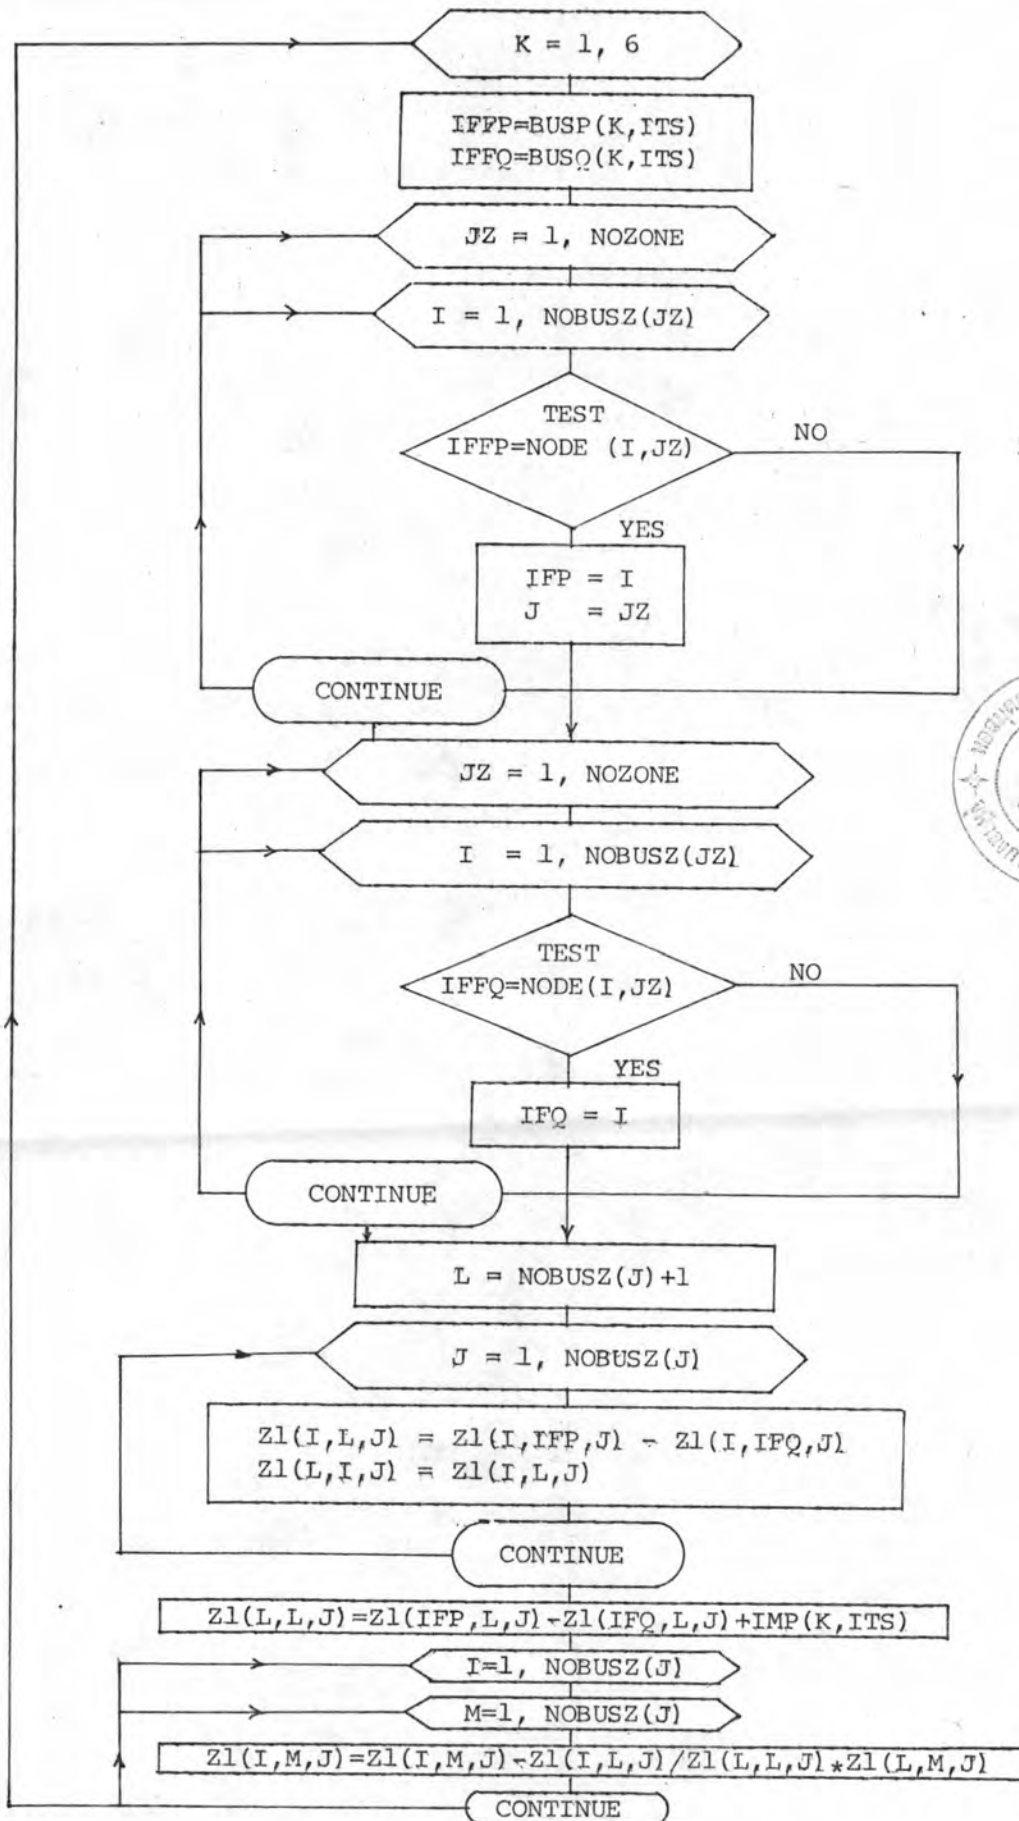 K = 1, 6
IFFP=BUSP(K,ITS)
IFFQ=BUSQ(K,ITS)
JZ = 1, NOZONE
I = 1, NOBUSZ(JZ)
TEST
IFFP=NODE (I,JZ)
NO
YES
IFP = I
J = JZ
CONTINUE
JZ = 1, NOZONE
I = 1, NOBUSZ(JZ)
TEST
IFFQ=NODE(I,JZ)
NO
YES
IFQ = I
CONTINUE
L = NOBUSZ(J)+1
J = 1, NOBUSZ(J)
Z1(I,L,J) = Z1(I,IFP,J) - Z1(I,IFQ,J)
Z1(L,I,J) = Z1(I,L,J)
CONTINUE
Z1(L,L,J)=Z1(IFP,L,J)-Z1(IFQ,L,J)+IMP(K,ITS)
I=1, NOBUSZ(J)
M=1, NOBUSZ(J)
Z1(I,M,J)=Z1(I,M,J)-Z1(I,L,J)/Z1(L,L,J)*Z1(L,M,J)
CONTINUE